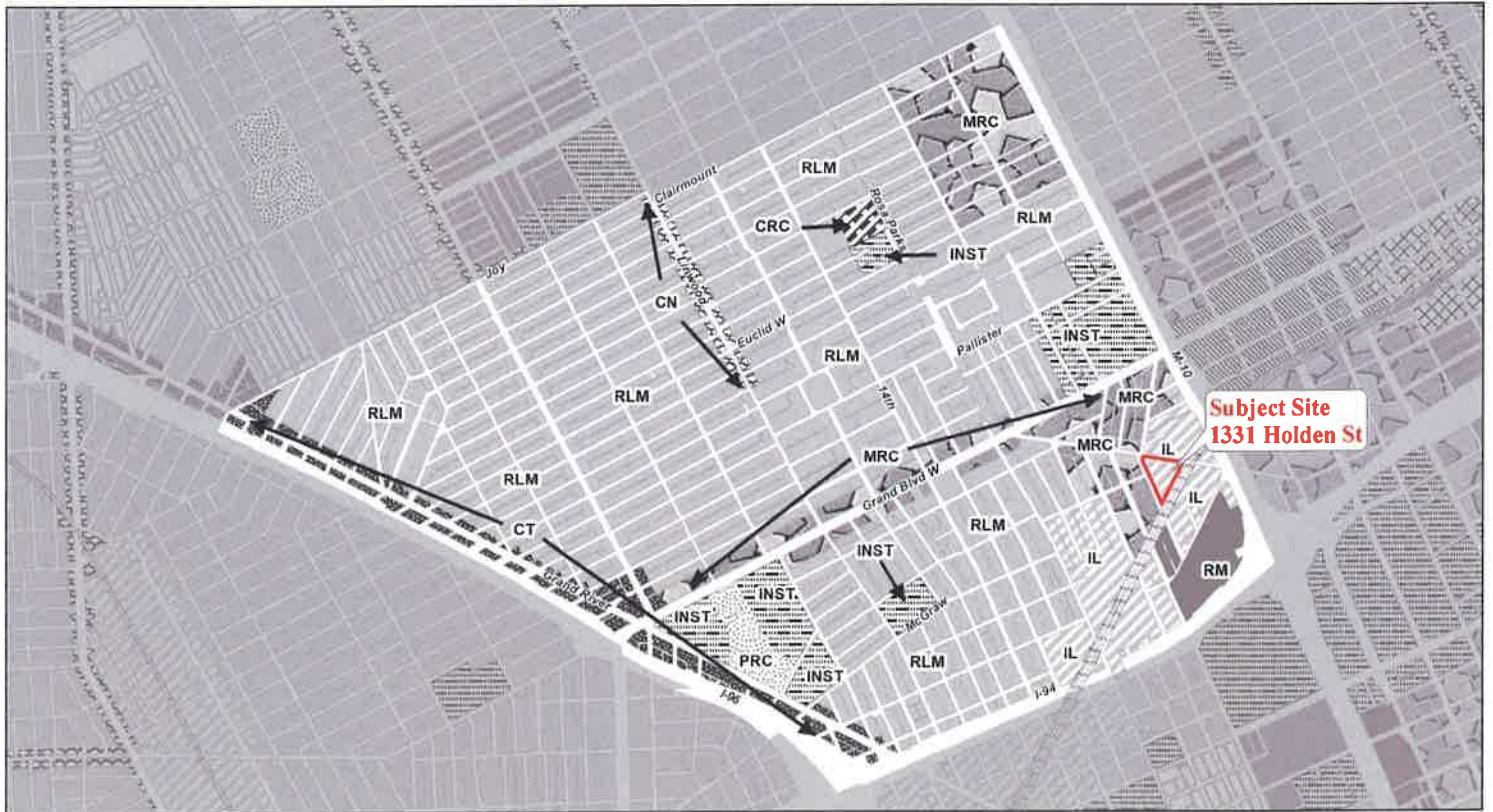 MRC
RLM
Clairmount
Rosa Parks
CRC
RLM
INST
Joy
CN
Linwood
Euclid W
INST
Pallister
RLM
M-10
14th
MRC
RLM
RLM
Subject Site
1331 Holden St
MRC
IL
MRC
Grand Blvd W
RLM
IL
CT
RLM
INST
IL
RM
Grand River
INST
INST
McGraw
PRC
RLM
IL
INST
I-96
I-94